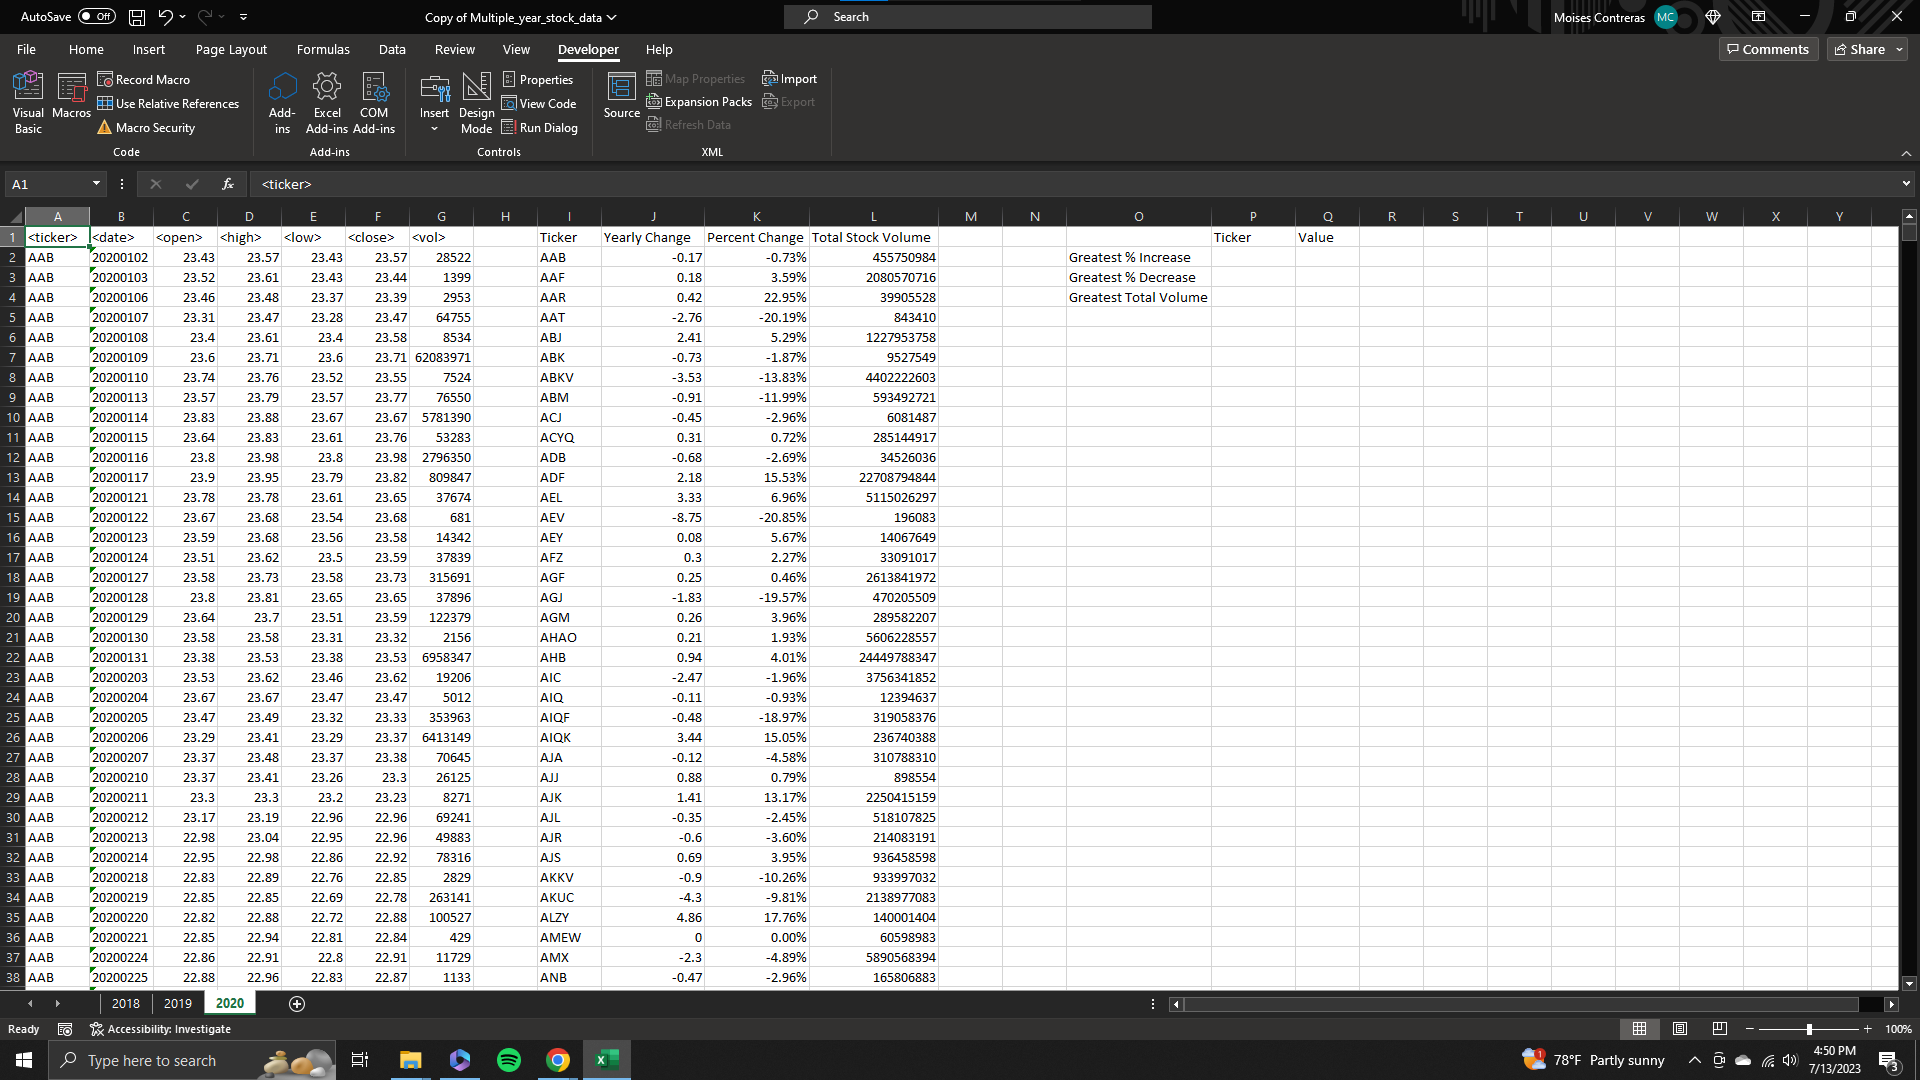 AutoSave Off Copy of Multiple_year_stock_data Search Moises Contreras MC
File Home Insert Page Layout Formulas Data Review View Developer Help Comments Share
Visual Basic Macros Record Macro Use Relative References Macro Security Code
Add-ins Excel Add-ins COM Add-ins Add-ins
Insert Design Mode Properties View Code Run Dialog Controls
Source Map Properties Expansion Packs Refresh Data Import Export XML
A1 fx <ticker>
A B C D E F G H I J K L M N O P Q R S T U V W X Y
1 <ticker> <date> <open> <high> <low> <close> <vol> Ticker Yearly Change Percent Change Total Stock Volume Ticker Value
2 AAB 20200102 23.43 23.57 23.43 23.57 28522 AAB -0.17 -0.73% 455750984 Greatest % Increase
3 AAB 20200103 23.52 23.61 23.43 23.44 1399 AAF 0.18 3.59% 2080570716 Greatest % Decrease
4 AAB 20200106 23.46 23.48 23.37 23.39 2953 AAR 0.42 22.95% 39905528 Greatest Total Volume
5 AAB 20200107 23.31 23.47 23.28 23.47 64755 AAT -2.76 -20.19% 843410
6 AAB 20200108 23.4 23.61 23.4 23.58 8534 ABJ 2.41 5.29% 1227953758
7 AAB 20200109 23.6 23.71 23.6 23.71 62083971 ABK -0.73 -1.87% 9527549
8 AAB 20200110 23.74 23.76 23.52 23.55 7524 ABKV -3.53 -13.83% 4402222603
9 AAB 20200113 23.57 23.79 23.57 23.77 76550 ABM -0.91 -11.99% 593492721
10 AAB 20200114 23.83 23.88 23.67 23.67 5781390 ACJ -0.45 -2.96% 6081487
11 AAB 20200115 23.64 23.83 23.61 23.76 53283 ACYQ 0.31 0.72% 285144917
12 AAB 20200116 23.8 23.98 23.8 23.98 2796350 ADB -0.68 -2.69% 34526036
13 AAB 20200117 23.9 23.95 23.79 23.82 809847 ADF 2.18 15.53% 22708794844
14 AAB 20200121 23.78 23.78 23.61 23.65 37674 AEL 3.33 6.96% 5115026297
15 AAB 20200122 23.67 23.68 23.54 23.68 681 AEV -8.75 -20.85% 196083
16 AAB 20200123 23.59 23.68 23.56 23.58 14342 AEY 0.08 5.67% 14067649
17 AAB 20200124 23.51 23.62 23.5 23.59 37839 AFZ 0.3 2.27% 33091017
18 AAB 20200127 23.58 23.73 23.58 23.73 315691 AGF 0.25 0.46% 2613841972
19 AAB 20200128 23.8 23.81 23.65 23.65 37896 AGJ -1.83 -19.57% 470205509
20 AAB 20200129 23.64 23.7 23.51 23.59 122379 AGM 0.26 3.96% 289582207
21 AAB 20200130 23.58 23.58 23.31 23.32 2156 AHAO 0.21 1.93% 5606228557
22 AAB 20200131 23.38 23.53 23.38 23.53 6958347 AHB 0.94 4.01% 24449788347
23 AAB 20200203 23.53 23.62 23.46 23.62 19206 AIC -2.47 -1.96% 3756341852
24 AAB 20200204 23.67 23.67 23.47 23.47 5012 AIQ -0.11 -0.93% 12394637
25 AAB 20200205 23.47 23.49 23.32 23.33 353963 AIQF -0.48 -18.97% 319058376
26 AAB 20200206 23.29 23.41 23.29 23.37 6413149 AIQK 3.44 15.05% 236740388
27 AAB 20200207 23.37 23.48 23.37 23.38 70645 AJA -0.12 -4.58% 310788310
28 AAB 20200210 23.37 23.41 23.26 23.3 26125 AJJ 0.88 0.79% 898554
29 AAB 20200211 23.3 23.3 23.2 23.23 8271 AJK 1.41 13.17% 2250415159
30 AAB 20200212 23.17 23.19 22.96 22.96 69241 AJL -0.35 -2.45% 518107825
31 AAB 20200213 22.98 23.04 22.95 22.96 49883 AJR -0.6 -3.60% 214083191
32 AAB 20200214 22.95 22.98 22.86 22.92 78316 AJS 0.69 3.95% 936458598
33 AAB 20200218 22.83 22.89 22.76 22.85 2829 AKKV -0.9 -10.26% 933997032
34 AAB 20200219 22.85 22.85 22.69 22.78 263141 AKUC -4.3 -9.81% 2138977083
35 AAB 20200220 22.82 22.88 22.72 22.88 100527 ALZY 4.86 17.76% 140001404
36 AAB 20200221 22.85 22.94 22.81 22.84 429 AMEW 0 0.00% 60598983
37 AAB 20200224 22.86 22.91 22.8 22.91 11729 AMX -2.3 -4.89% 5890568394
38 AAB 20200225 22.88 22.96 22.83 22.87 1133 ANB -0.47 -2.96% 165806883
2018 2019 2020
Ready Accessibility: Investigate 100%
Type here to search 78°F Partly sunny 4:50 PM
7/13/2023 3